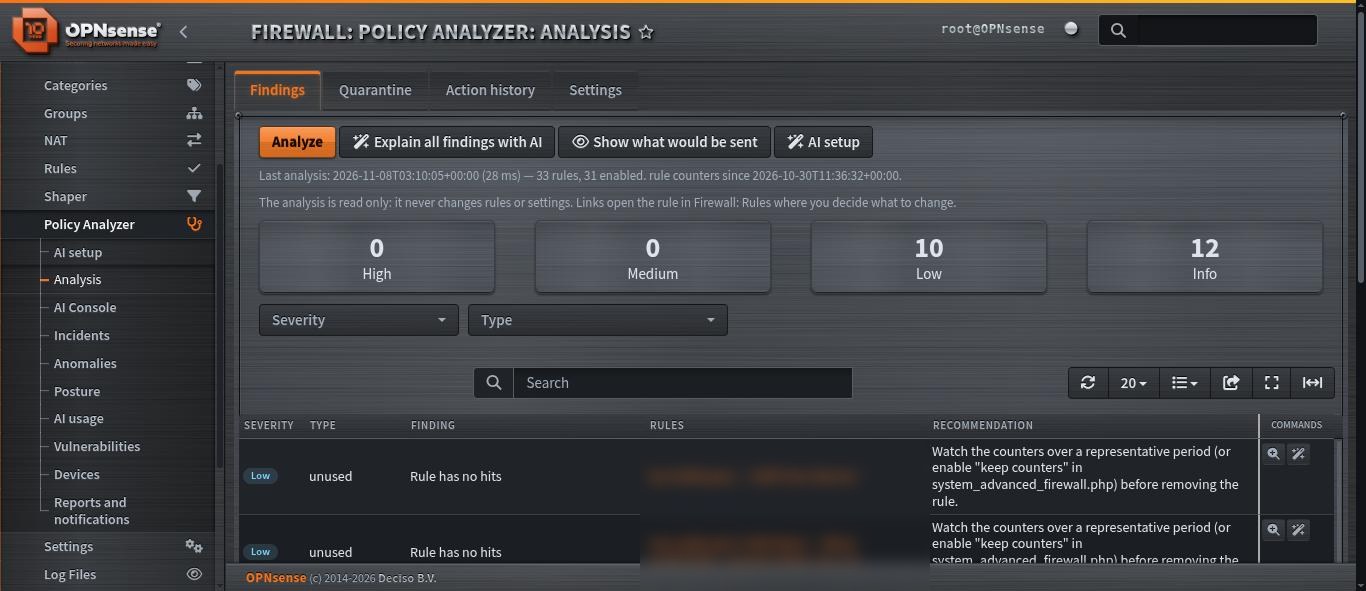 OPNsense
Securing networks made easy
FIREWALL: POLICY ANALYZER: ANALYSIS
root@OPNsense
Categories
Groups
NAT
Rules
Shaper
Policy Analyzer
AI setup
Analysis
AI Console
Incidents
Anomalies
Posture
AI usage
Vulnerabilities
Devices
Reports and
notifications
Settings
Log Files
Findings
Quarantine
Action history
Settings
Analyze
Explain all findings with AI
Show what would be sent
AI setup
Last analysis: 2026-11-08T03:10:05+00:00 (28 ms) — 33 rules, 31 enabled. rule counters since 2026-10-30T11:36:32+00:00.
The analysis is read only: it never changes rules or settings. Links open the rule in Firewall: Rules where you decide what to change.
0
High
0
Medium
10
Low
12
Info
Severity
Type
Search
20
SEVERITY TYPE FINDING RULES RECOMMENDATION COMMANDS
Low unused Rule has no hits
Watch the counters over a representative period (or
enable "keep counters" in
system_advanced_firewall.php) before removing the
rule.
Low unused Rule has no hits
Watch the counters over a representative period (or
enable "keep counters" in
system_advanced_firewall.php) before removing the
OPNsense (c) 2014-2026 Deciso B.V.